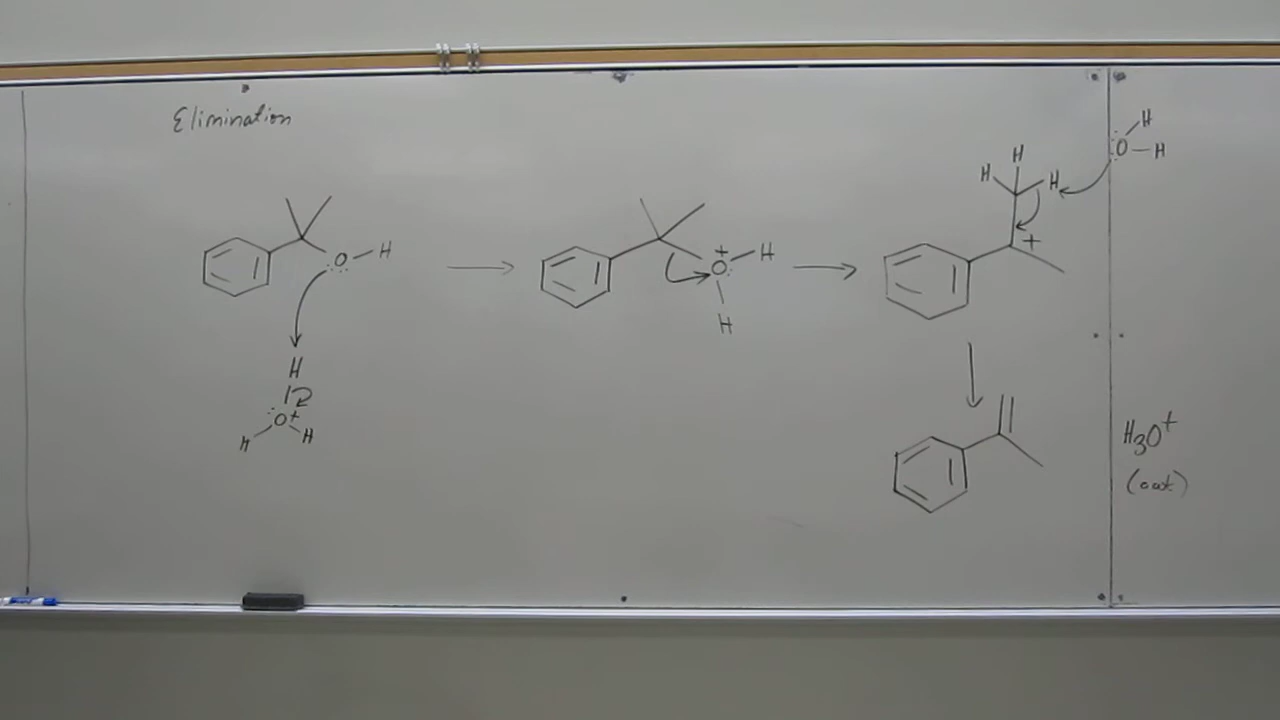 Elimination
O H
H
O +
H H
+
O H
H
H
H H
+
O H
H
H3O+
(cat)